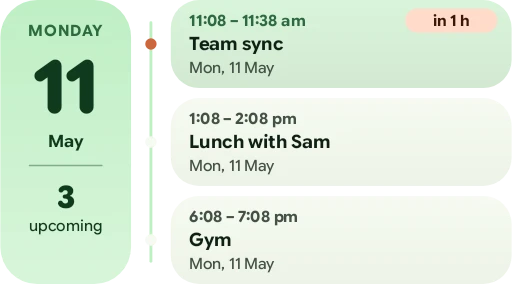 MONDAY
11
May
3
upcoming
11:08 – 11:38 am
in 1 h
Team sync
Mon, 11 May
1:08 – 2:08 pm
Lunch with Sam
Mon, 11 May
6:08 – 7:08 pm
Gym
Mon, 11 May